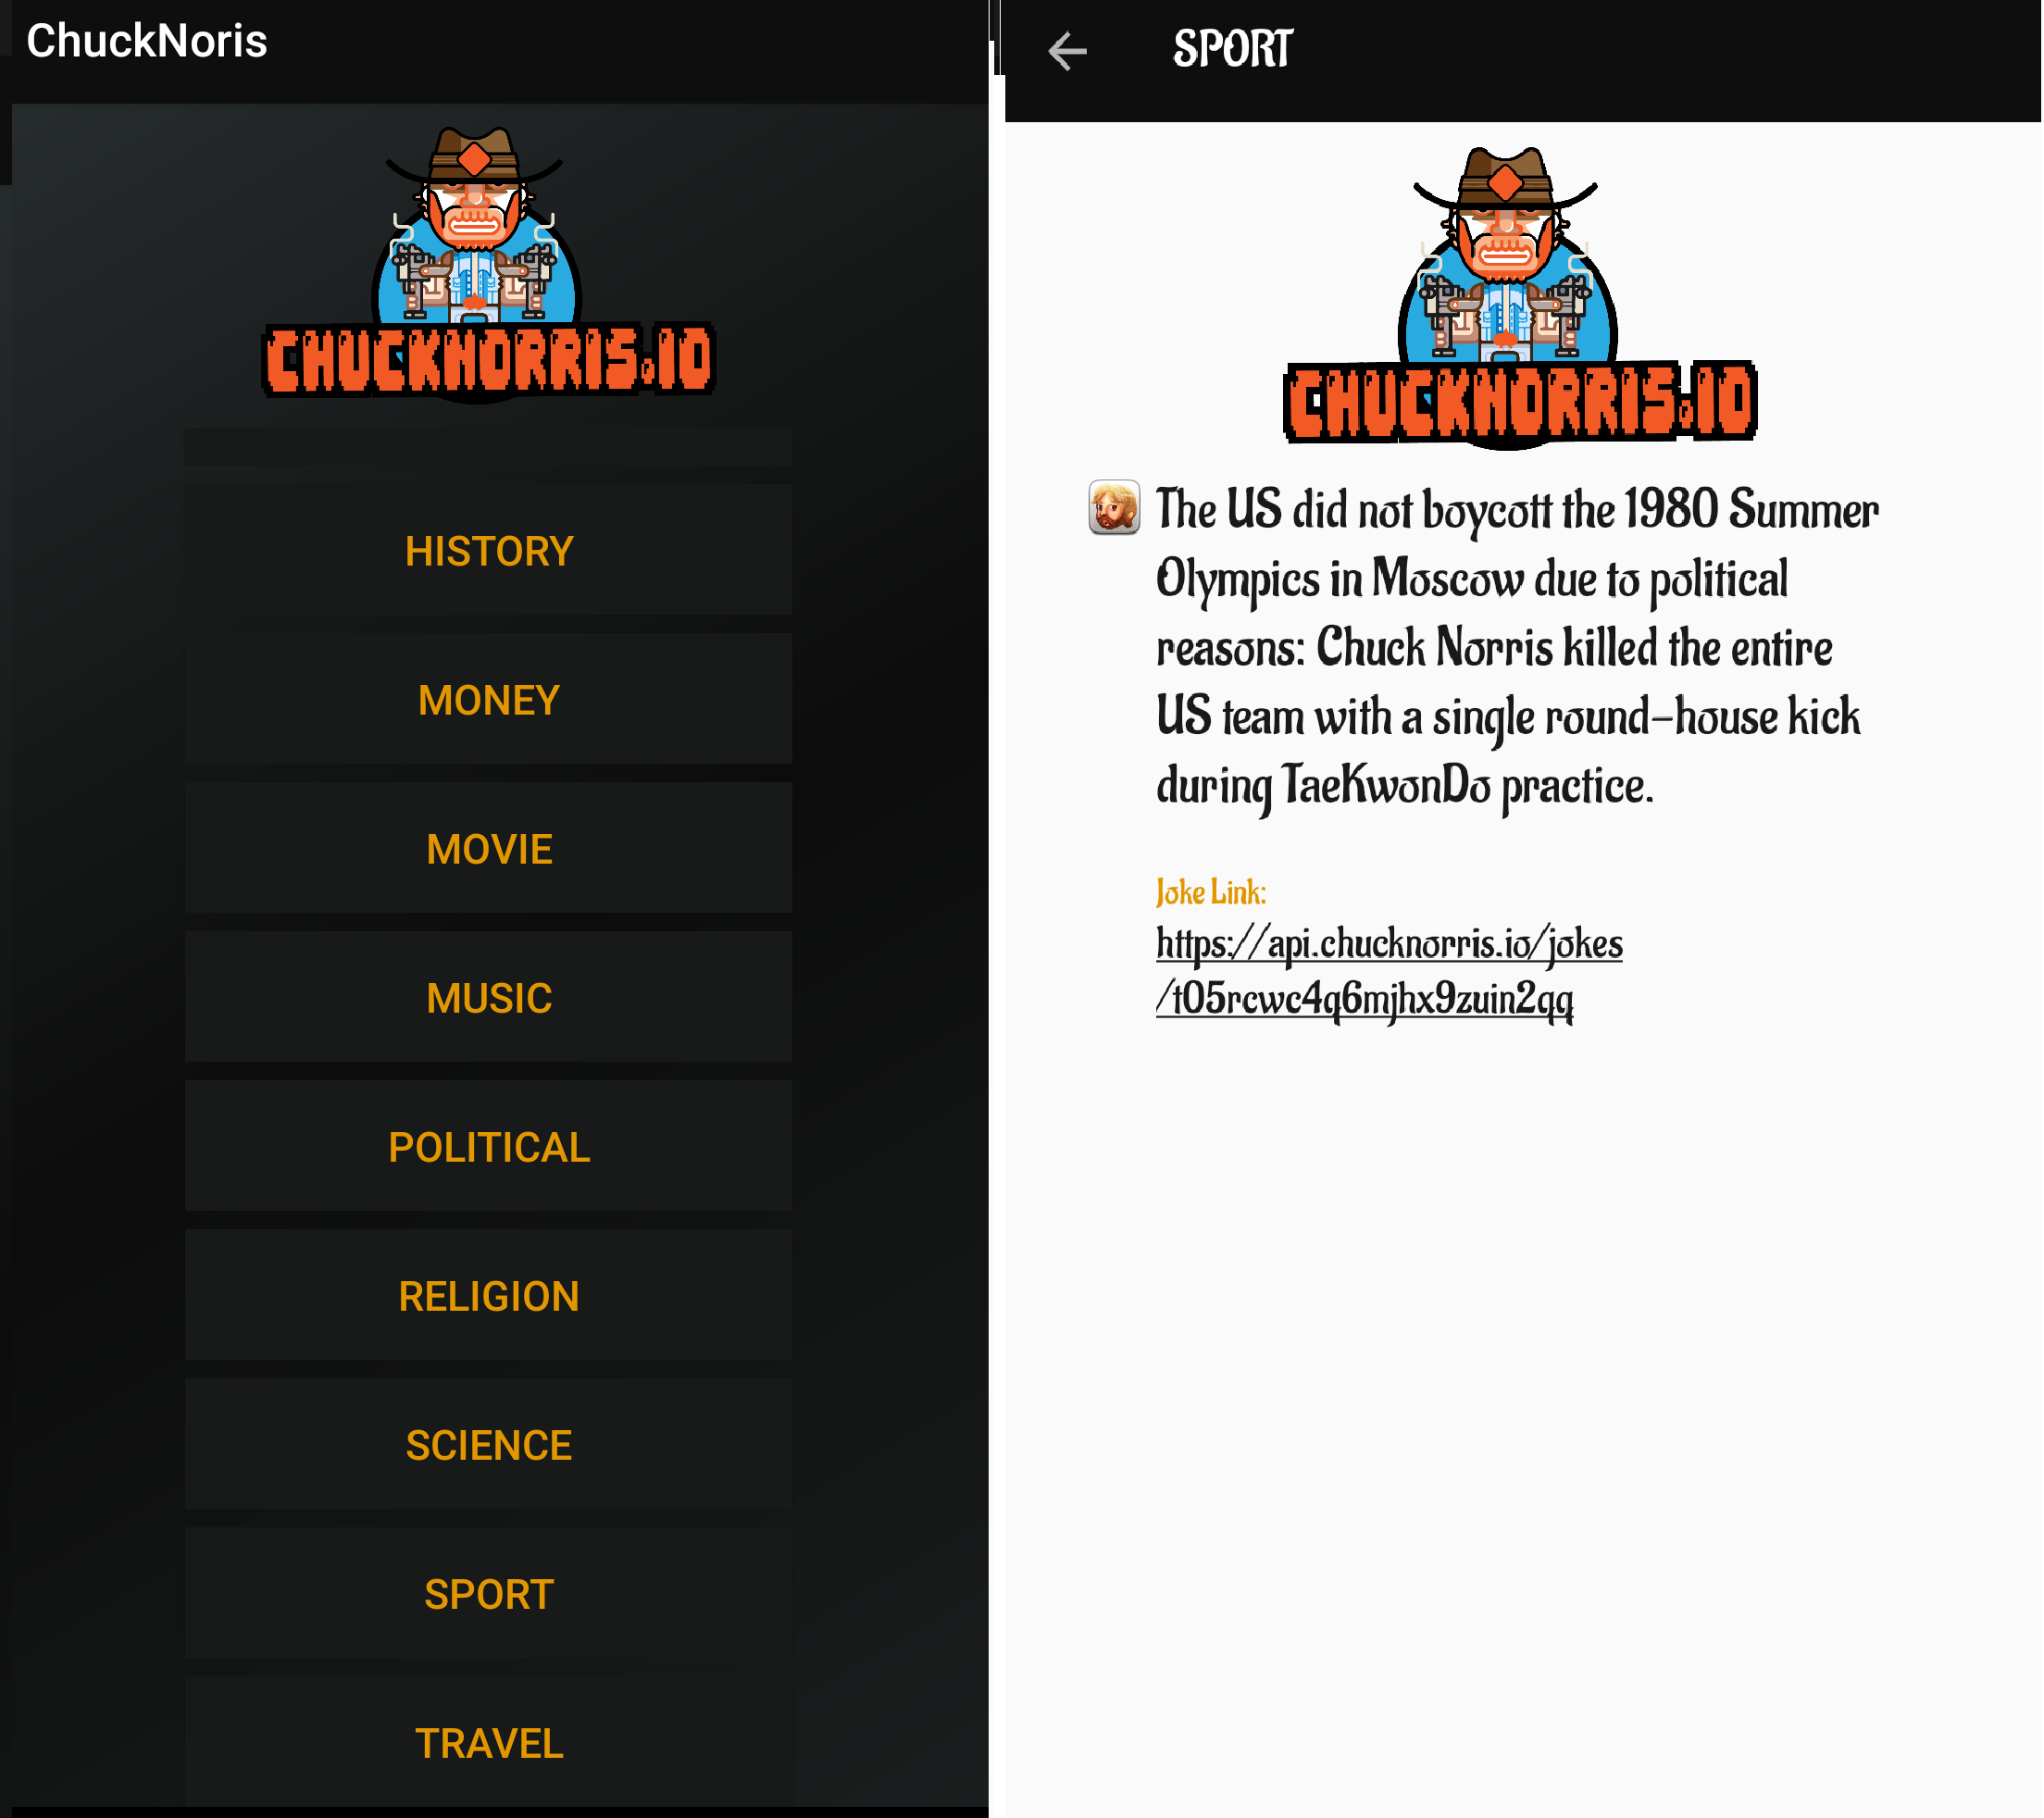 ChuckNoris
CHUCKNORRIS.IO
HISTORY
MONEY
MOVIE
MUSIC
POLITICAL
RELIGION
SCIENCE
SPORT
TRAVEL
SPORT
CHUCKNORRIS.IO
The US did not boycott the 1980 Summer
Olympics in Moscow due to political
reasons: Chuck Norris killed the entire
US team with a single round-house kick
during TaeKwonDo practice.
Joke Link:
https://api.chucknorris.io/jokes
/t05rcwc4q6mjhx9zuin2qq